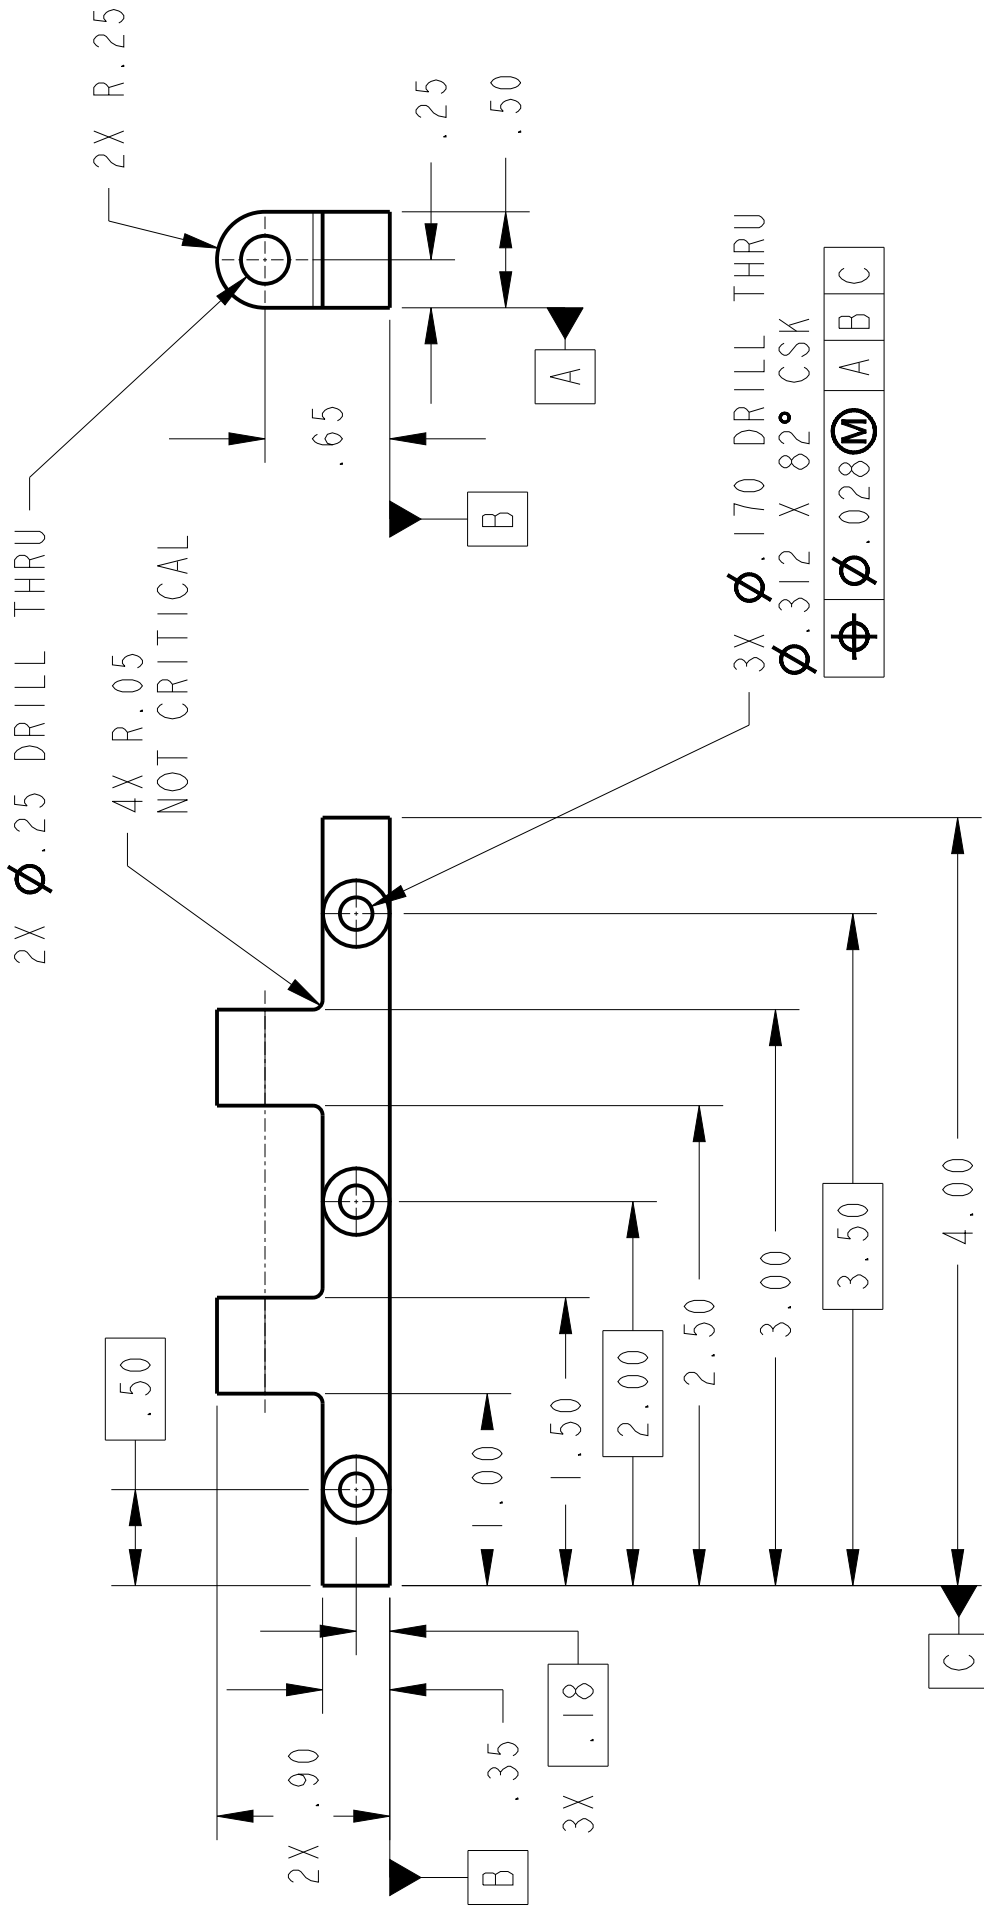 2X Ø.25 DRILL THRU
2X R.25
4X R.05
NOT CRITICAL
.50
2X .90
.35
3X .18
B
1.00
1.50
2.00
2.50
3.00
3.50
4.00
C
.65
B
.25
.50
A
3X Ø.170 DRILL THRU
Ø.312 X 82° CSK
⌖ Ø.028Ⓜ A B C